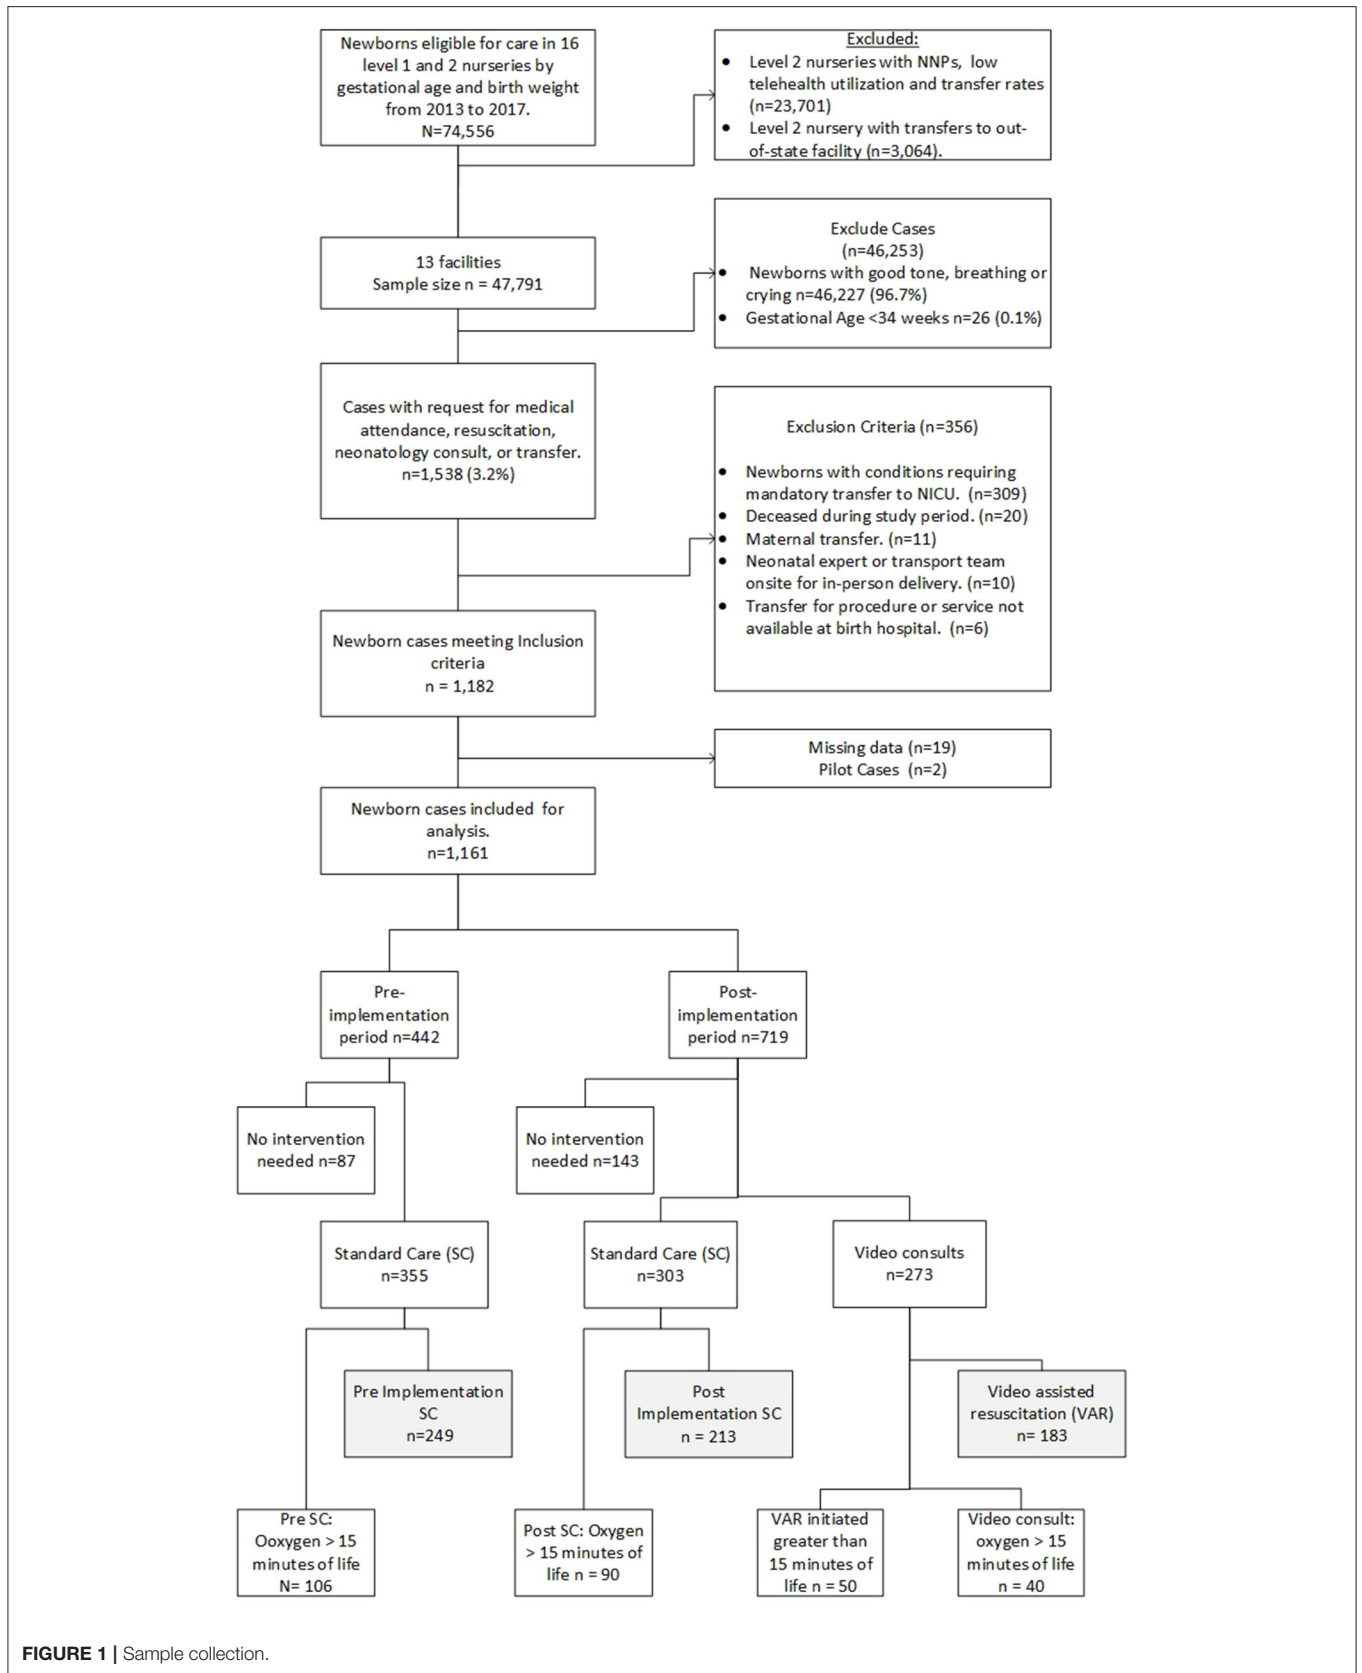 Newborns eligible for care in 16
level 1 and 2 nurseries by
gestational age and birth weight
from 2013 to 2017.
N=74,556
Excluded:
● Level 2 nurseries with NNPs, low
telehealth utilization and transfer rates
(n=23,701)
● Level 2 nursery with transfers to out-
of-state facility (n=3,064).
13 facilities
Sample size n = 47,791
Exclude Cases
(n=46,253)
● Newborns with good tone, breathing or
crying n=46,227 (96.7%)
● Gestational Age <34 weeks n=26 (0.1%)
Cases with request for medical
attendance, resuscitation,
neonatology consult, or transfer.
n=1,538 (3.2%)
Exclusion Criteria (n=356)
● Newborns with conditions requiring
mandatory transfer to NICU. (n=309)
● Deceased during study period. (n=20)
● Maternal transfer. (n=11)
● Neonatal expert or transport team
onsite for in-person delivery. (n=10)
● Transfer for procedure or service not
available at birth hospital. (n=6)
Newborn cases meeting Inclusion
criteria
n = 1,182
Missing data (n=19)
Pilot Cases (n=2)
Newborn cases included for
analysis.
n=1,161
Pre-
implementation
period n=442
Post-
implementation
period n=719
No intervention
needed n=87
No intervention
needed n=143
Standard Care (SC)
n=355
Standard Care (SC)
n=303
Video consults
n=273
Pre Implementation
SC
n=249
Post
Implementation SC
n = 213
Video assisted
resuscitation (VAR)
n= 183
Pre SC:
Ooxygen > 15
minutes of life
N= 106
Post SC: Oxygen
> 15 minutes of
life n = 90
VAR initiated
greater than
15 minutes of
life n = 50
Video consult:
oxygen > 15
minutes of life
n = 40
FIGURE 1 | Sample collection.